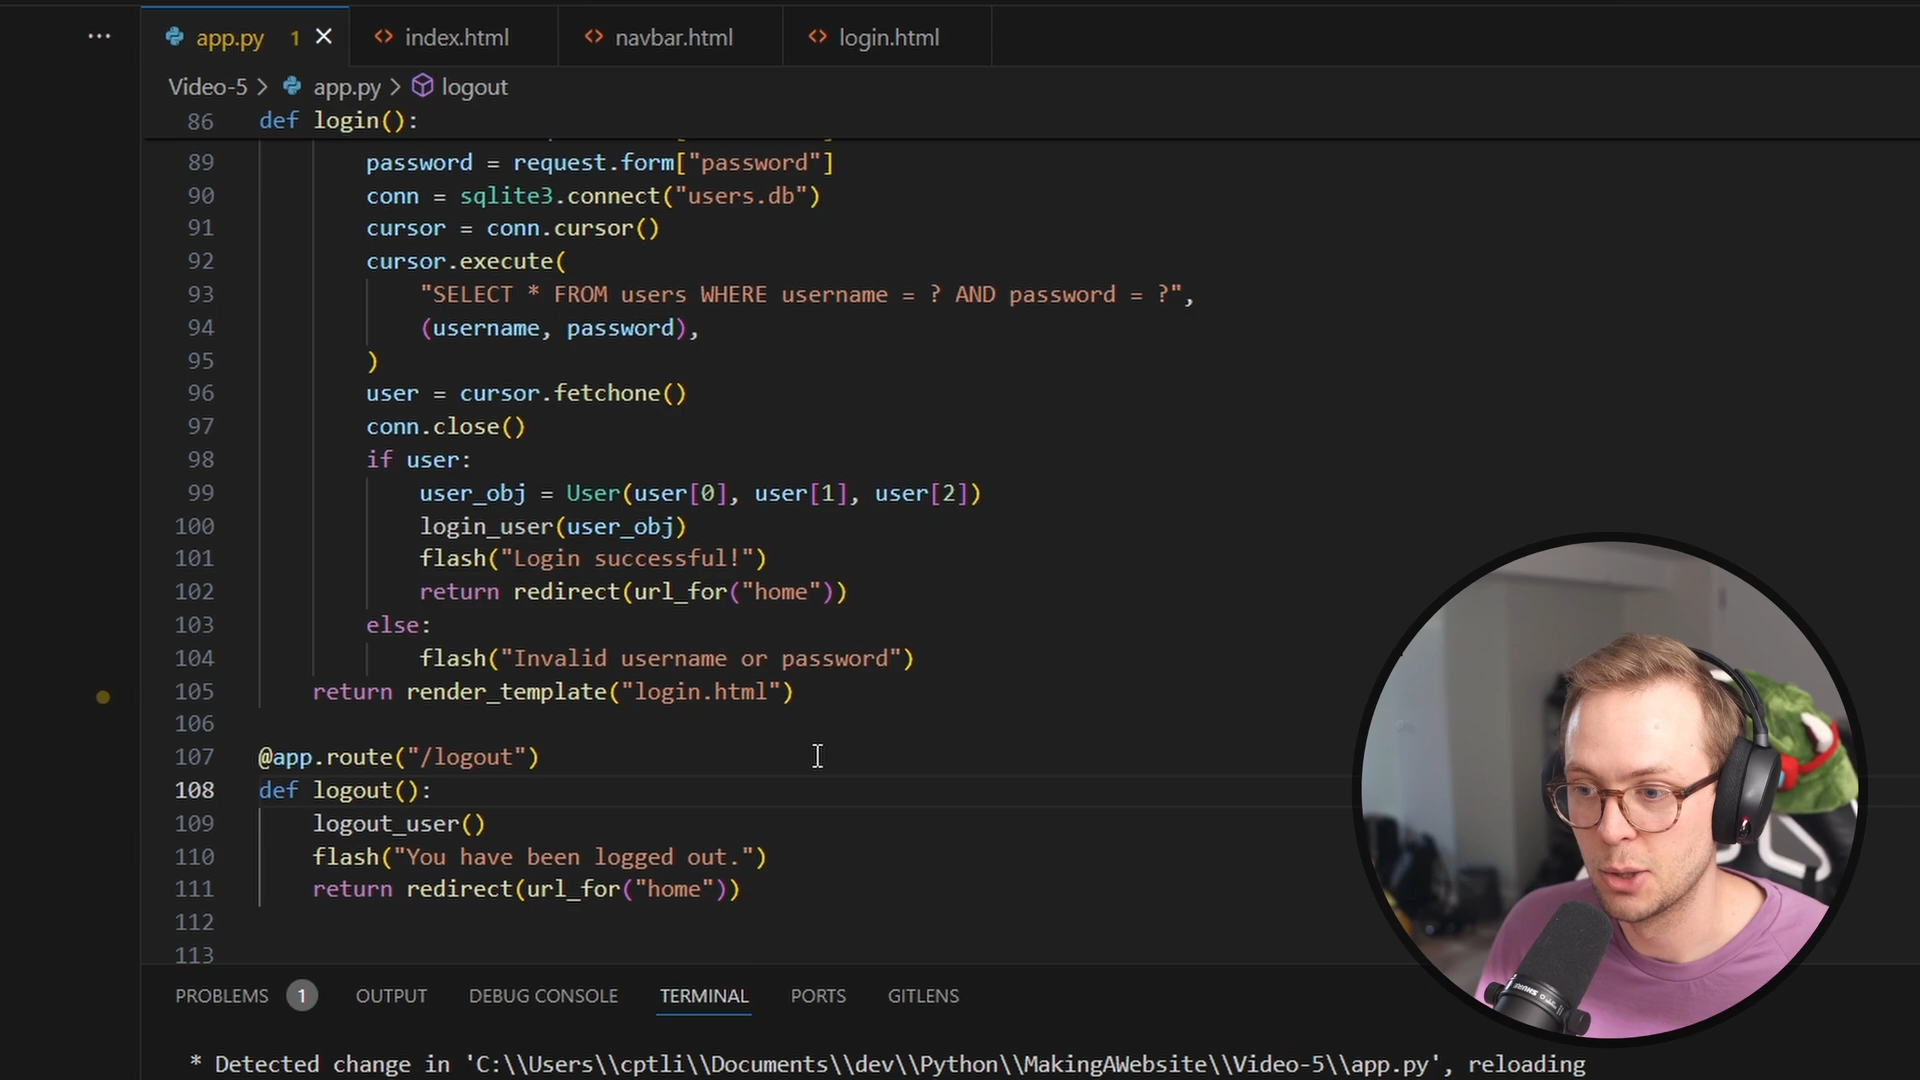 ··· app.py 1 × <> index.html <> navbar.html <> login.html
Video-5 > app.py > logout
86 def login():
89 password = request.form["password"]
90 conn = sqlite3.connect("users.db")
91 cursor = conn.cursor()
92 cursor.execute(
93 "SELECT * FROM users WHERE username = ? AND password = ?",
94 (username, password),
95 )
96 user = cursor.fetchone()
97 conn.close()
98 if user:
99 user_obj = User(user[0], user[1], user[2])
100 login_user(user_obj)
101 flash("Login successful!")
102 return redirect(url_for("home"))
103 else:
104 flash("Invalid username or password")
105 return render_template("login.html")
106
107 @app.route("/logout")
108 def logout():
109 logout_user()
110 flash("You have been logged out.")
111 return redirect(url_for("home"))
112
113
PROBLEMS 1 OUTPUT DEBUG CONSOLE TERMINAL PORTS GITLENS
* Detected change in 'C:\\Users\\cptli\\Documents\\dev\\Python\\MakingAWebsite\\Video-5\\app.py', reloading